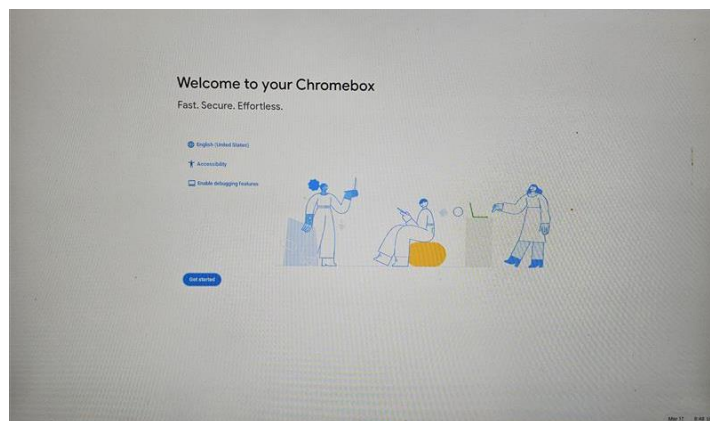 Welcome to your Chromebox
Fast. Secure. Effortless.
English (United States)
Accessibility
Enable debugging features
Get started